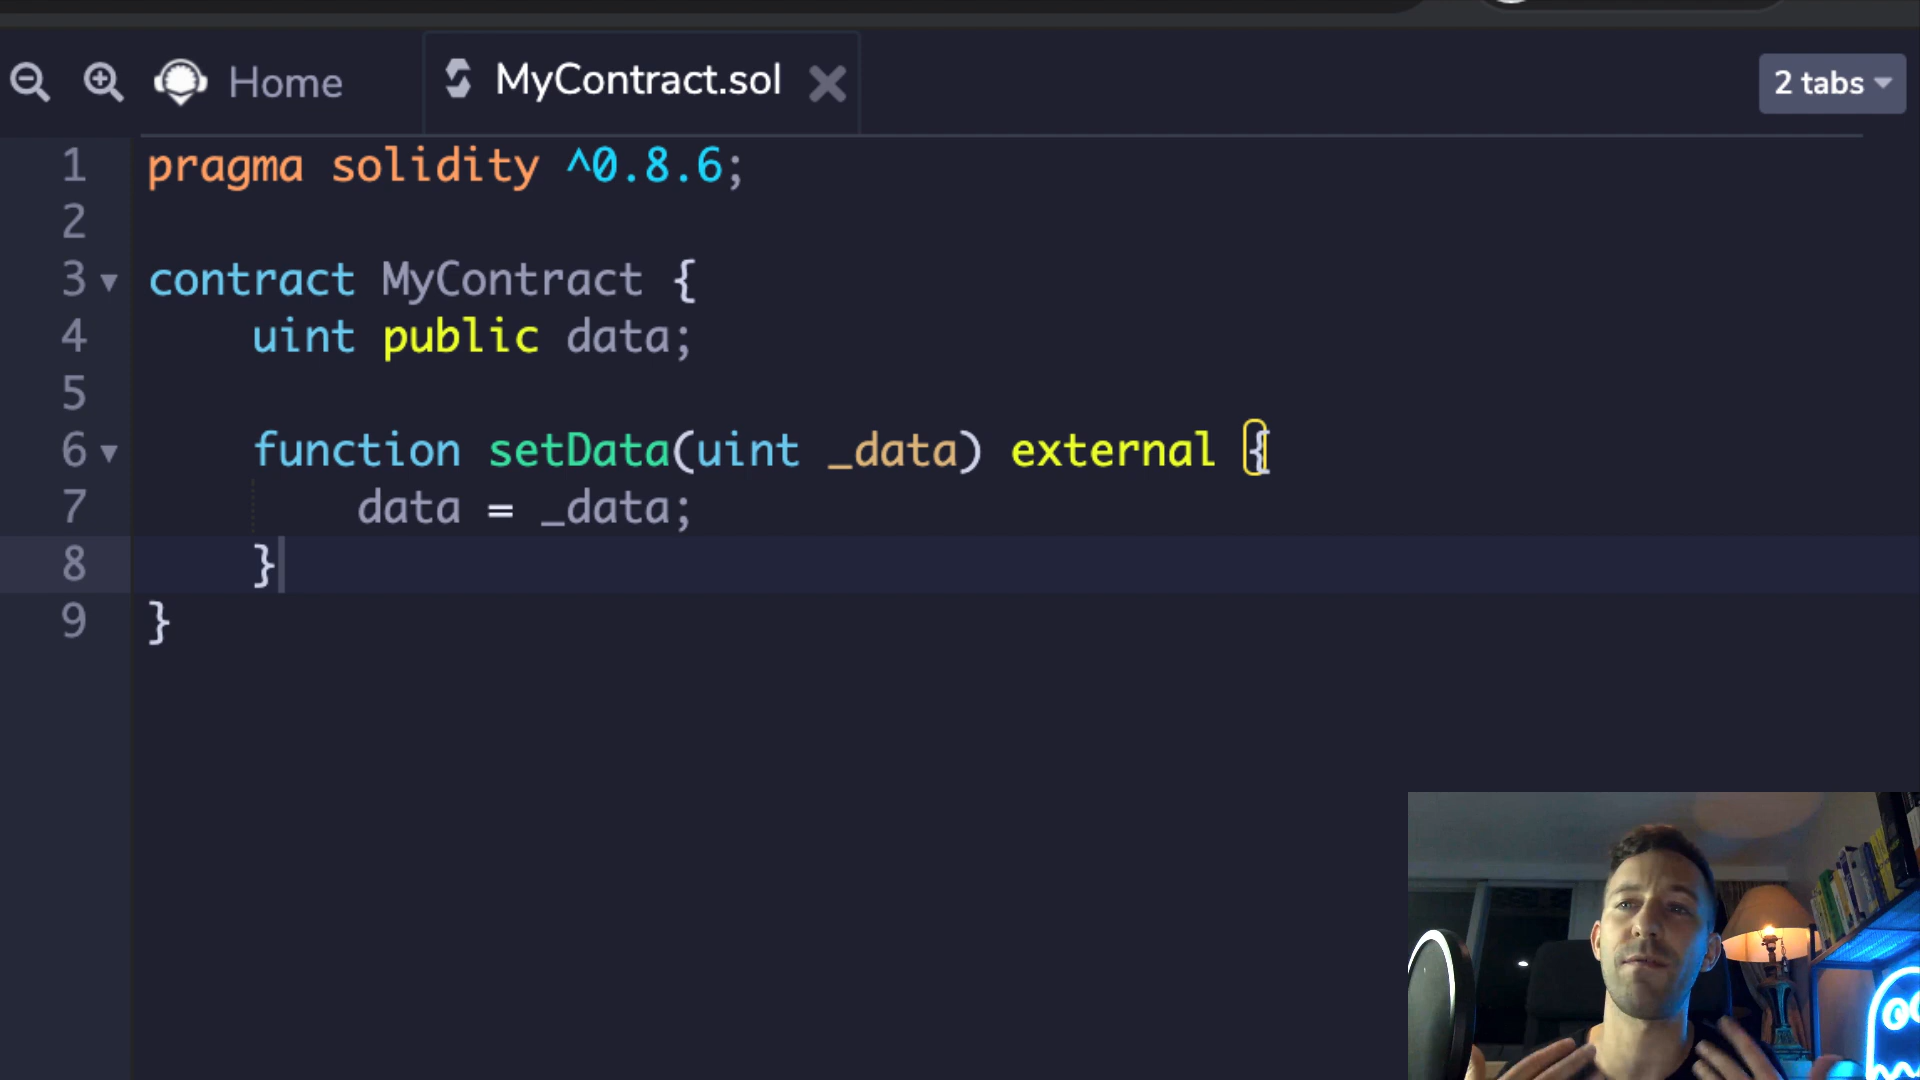 Home
MyContract.sol
2 tabs
1 pragma solidity ^0.8.6;
2
3 contract MyContract {
4     uint public data;
5
6     function setData(uint _data) external {
7         data = _data;
8     }
9 }